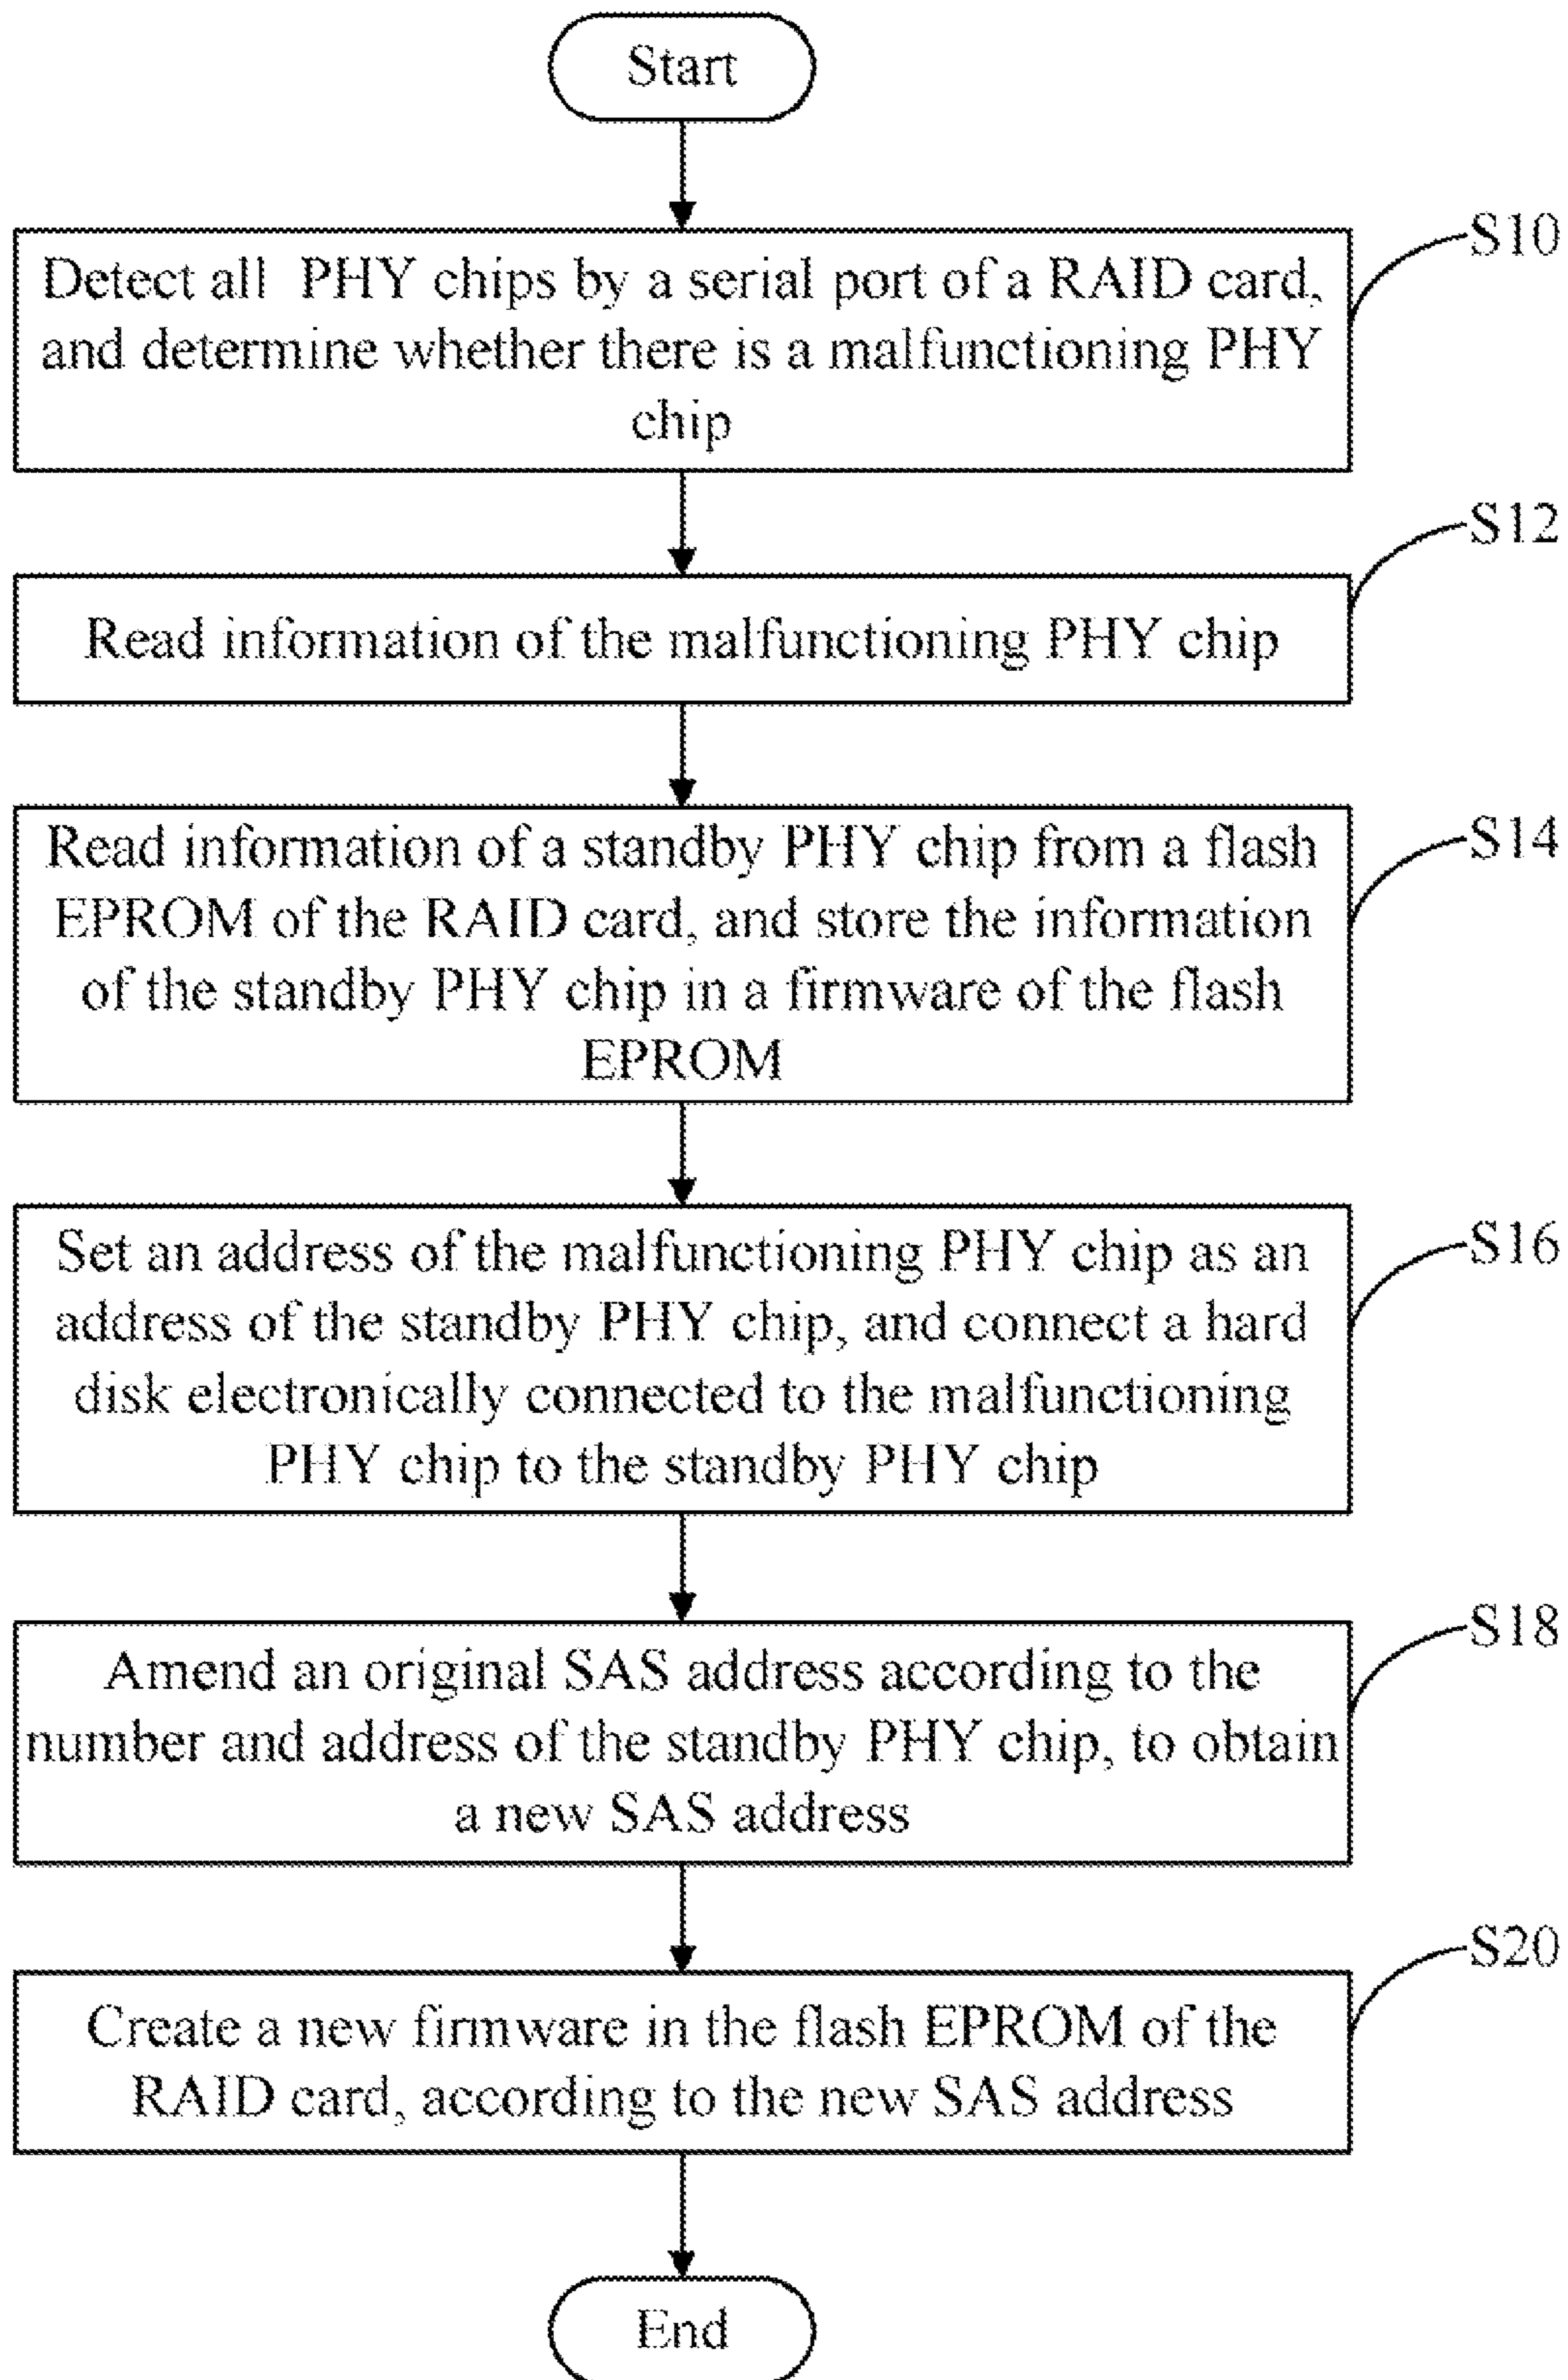 Start
S10
Detect all PHY chips by a serial port of a RAID card,
and determine whether there is a malfunctioning PHY
chip
S12
Read information of the malfunctioning PHY chip
S14
Read information of a standby PHY chip from a flash
EPROM of the RAID card, and store the information
of the standby PHY chip in a firmware of the flash
EPROM
S16
Set an address of the malfunctioning PHY chip as an
address of the standby PHY chip, and connect a hard
disk electronically connected to the malfunctioning
PHY chip to the standby PHY chip
S18
Amend an original SAS address according to the
number and address of the standby PHY chip, to obtain
a new SAS address
S20
Create a new firmware in the flash EPROM of the
RAID card, according to the new SAS address
End